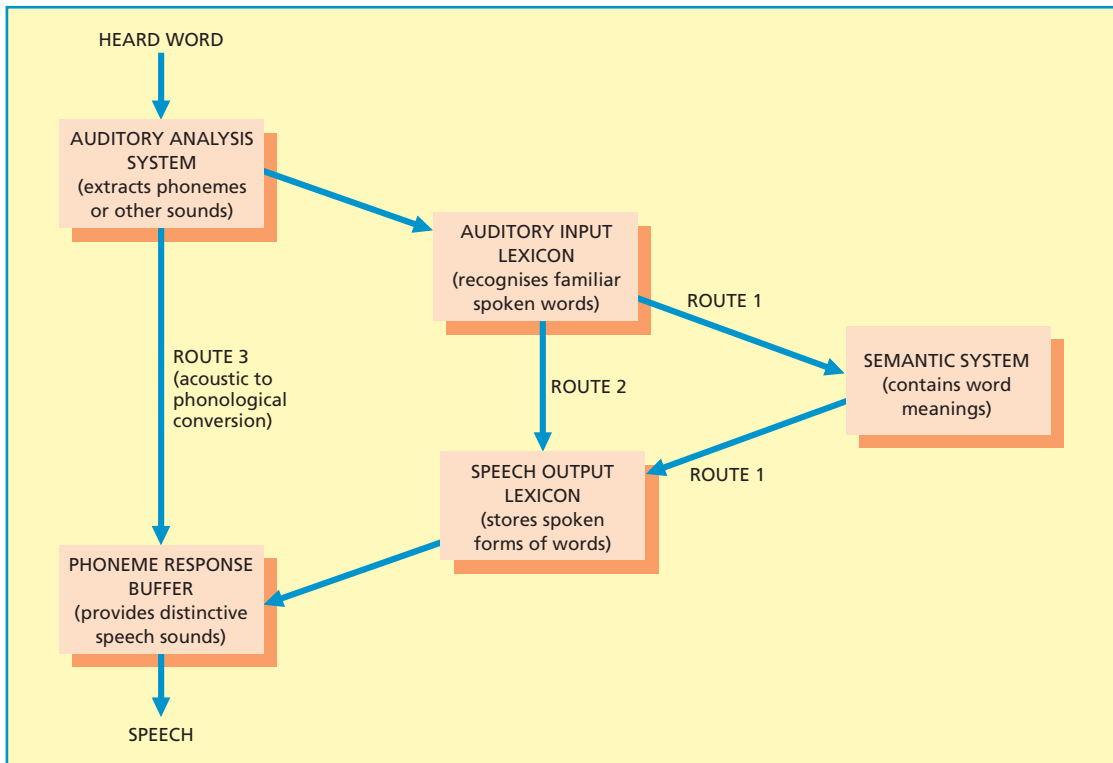 HEARD WORD
AUDITORY ANALYSIS
SYSTEM
(extracts phonemes
or other sounds)
AUDITORY INPUT
LEXICON
(recognises familiar
spoken words)
ROUTE 1
SEMANTIC SYSTEM
(contains word
meanings)
ROUTE 3
(acoustic to
phonological
conversion)
ROUTE 2
ROUTE 1
SPEECH OUTPUT
LEXICON
(stores spoken
forms of words)
PHONEME RESPONSE
BUFFER
(provides distinctive
speech sounds)
SPEECH